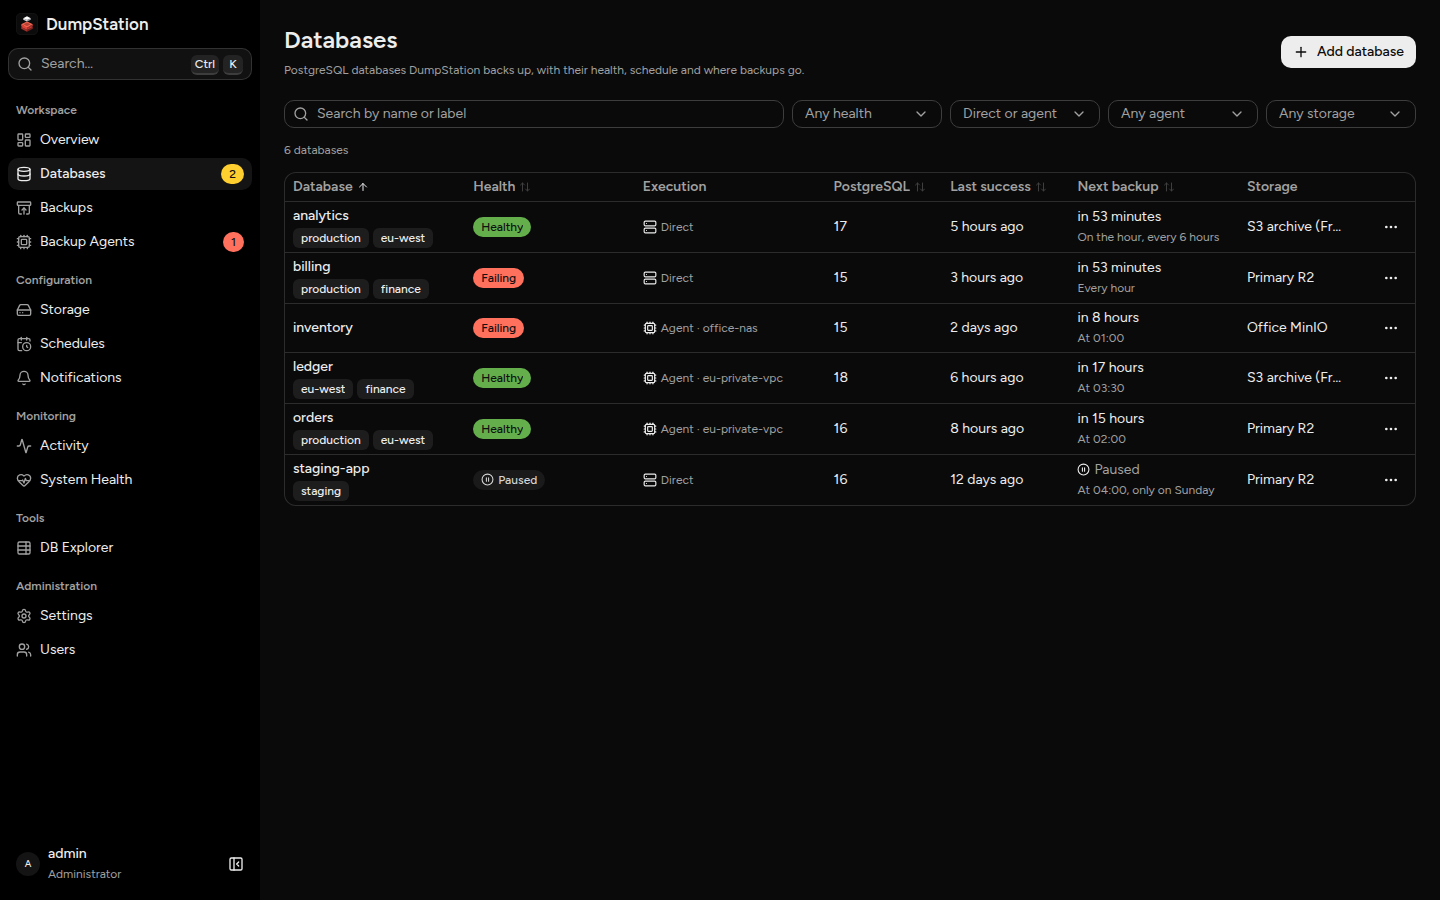 DumpStation
Search...
Ctrl K
Workspace
Overview
Databases 2
Backups
Backup Agents 1
Configuration
Storage
Schedules
Notifications
Monitoring
Activity
System Health
Tools
DB Explorer
Administration
Settings
Users
A
admin
Administrator
Databases
PostgreSQL databases DumpStation backs up, with their health, schedule and where backups go.
Add database
Search by name or label
Any health
Direct or agent
Any agent
Any storage
6 databases
Database Health Execution PostgreSQL Last success Next backup Storage
analytics
production eu-west
Healthy
Direct
17
5 hours ago
in 53 minutes
On the hour, every 6 hours
S3 archive (Fr...
billing
production finance
Failing
Direct
15
3 hours ago
in 53 minutes
Every hour
Primary R2
inventory
Failing
Agent · office-nas
15
2 days ago
in 8 hours
At 01:00
Office MinIO
ledger
eu-west finance
Healthy
Agent · eu-private-vpc
18
6 hours ago
in 17 hours
At 03:30
S3 archive (Fr...
orders
production eu-west
Healthy
Agent · eu-private-vpc
16
8 hours ago
in 15 hours
At 02:00
Primary R2
staging-app
staging
Paused
Direct
16
12 days ago
Paused
At 04:00, only on Sunday
Primary R2